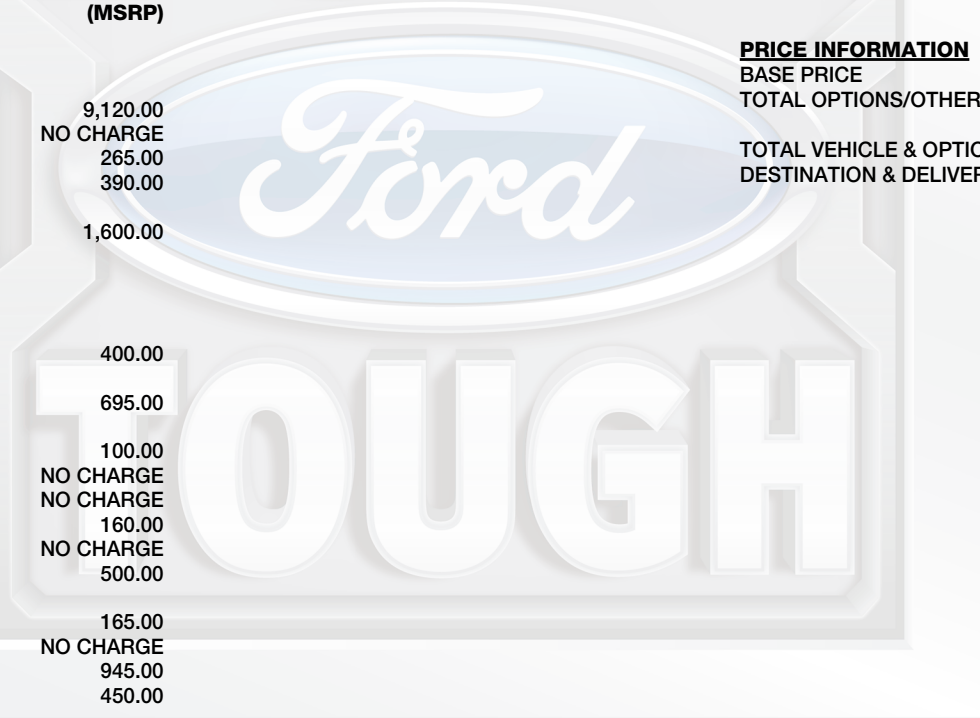 (MSRP)
9,120.00
NO CHARGE
265.00
390.00
1,600.00
400.00
695.00
100.00
NO CHARGE
NO CHARGE
160.00
NO CHARGE
500.00
165.00
NO CHARGE
945.00
450.00
PRICE INFORMATION
BASE PRICE
TOTAL OPTIONS/OTHER
TOTAL VEHICLE & OPTIO
DESTINATION & DELIVER
Ford
TOUGH